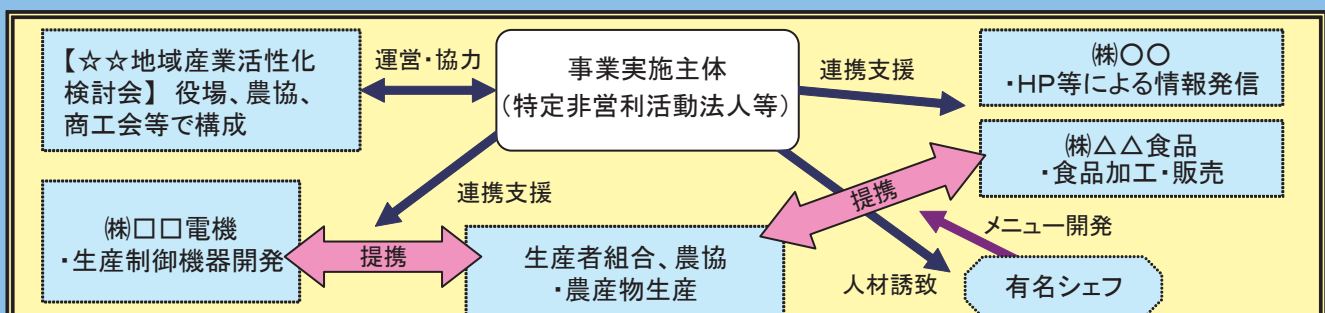 【☆☆地域産業活性化
検討会】 役場、農協、
商工会等で構成
運営・協力
事業実施主体
（特定非営利活動法人等）
連携支援
㈱〇〇
・HP等による情報発信
㈱△△食品
・食品加工・販売
連携支援
提携
メニュー開発
㈱□□電機
・生産制御機器開発
提携
生産者組合、農協
・農産物生産
人材誘致
有名シェフ